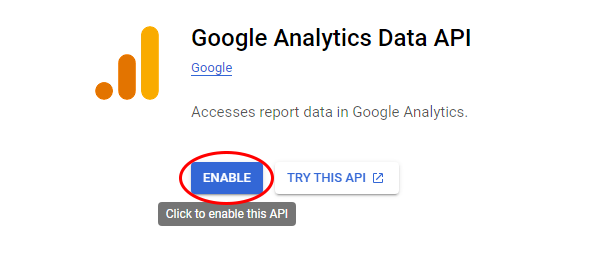 Google Analytics Data API
Google
Accesses report data in Google Analytics.
ENABLE TRY THIS API
Click to enable this API